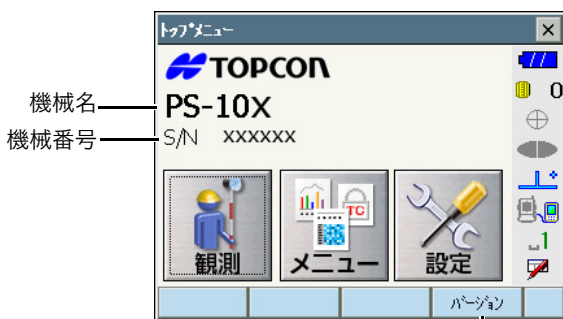 ﾄｯﾌﾟﾒﾆｭｰ
TOPCON
機械名
PS-10X
機械番号
S/N xxxxxx
0
TC
観測
メニュー
設定
1
ﾊﾞｰｼﾞｮﾝ